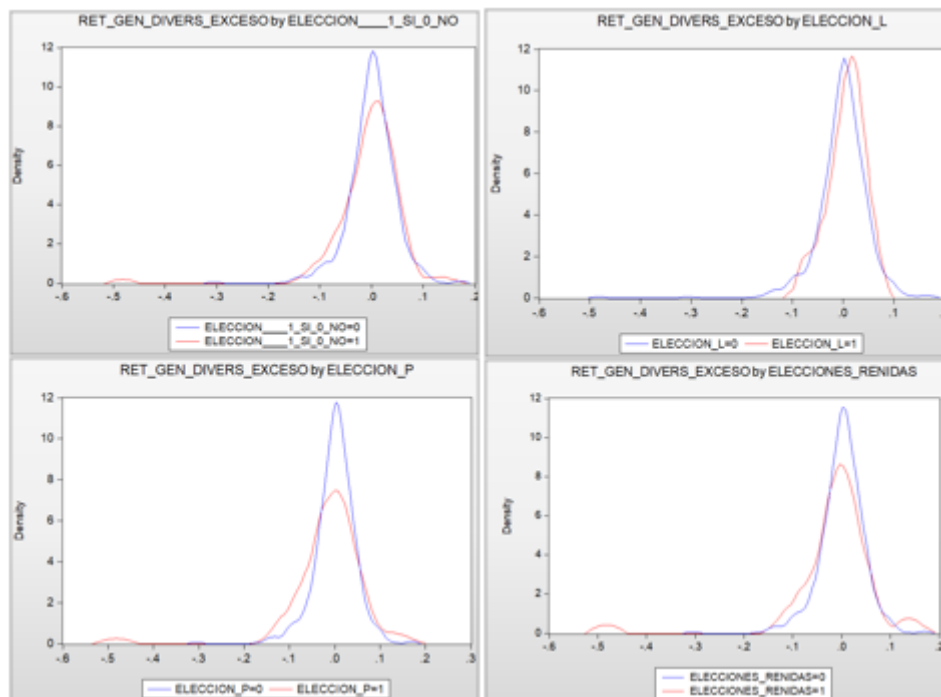 RET_GEN_DIVERS_EXCESO by ELECCION____1_SI_0_NO
12
10
8
6
4
2
0
Density
-.6 -.5 -.4 -.3 -.2 -.1 .0 .1 0.2
ELECCION____1_SI_0_NO=0
ELECCION____1_SI_0_NO=1
RET_GEN_DIVERS_EXCESO by ELECCION_L
12
10
8
6
4
2
0
Density
-.6 -.5 -.4 -.3 -.2 -.1 .0 .1
ELECCION_L=0 ELECCION_L=1
RET_GEN_DIVERS_EXCESO by ELECCION_P
12
10
8
6
4
2
0
Density
-.6 -.5 -.4 -.3 -.2 -.1 .0 .1 .2 .3
ELECCION_P=0 ELECCION_P=1
RET_GEN_DIVERS_EXCESO by ELECCIONES_RENIDAS
12
10
8
6
4
2
0
Density
-.6 -.5 -.4 -.3 -.2 -.1 .0 .1
ELECCIONES_RENIDAS=0
ELECCIONES_RENIDAS=1